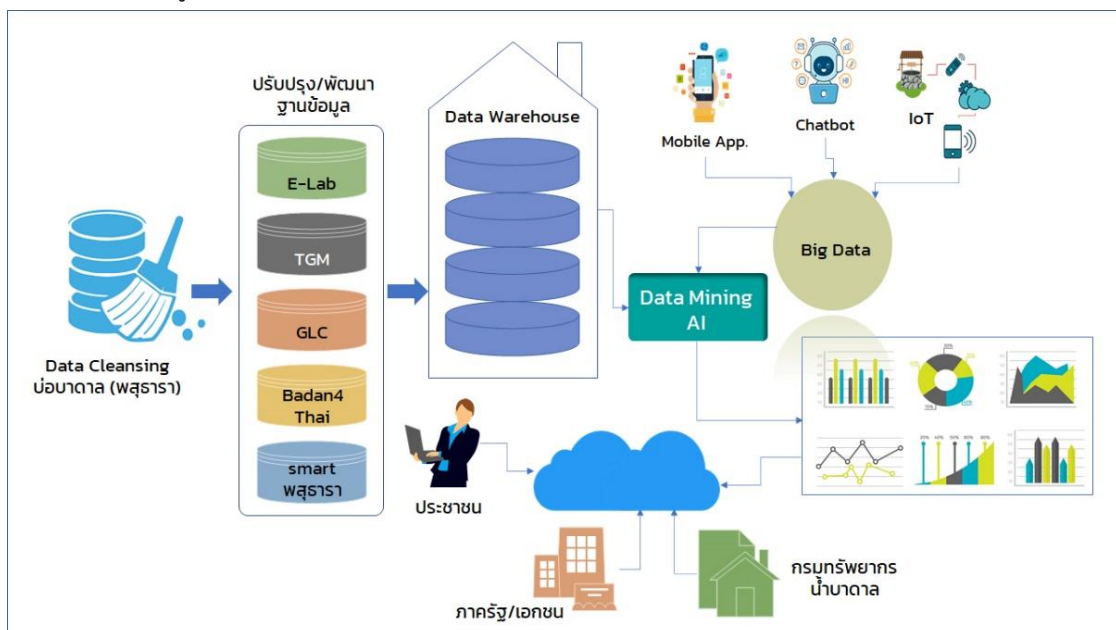 ปรับปรุง/พัฒนา
ฐานข้อมูล
E-Lab
TGM
GLC
Badan4
Thai
smart
พสุธารา
Data Cleansing
บ่อบาดาล (พสุธารา)
Data Warehouse
Mobile App.
Chatbot
IoT
Big Data
Data Mining
AI
ประชาชน
ภาครัฐ/เอกชน
กรมทรัพยากร
น้ำบาดาล